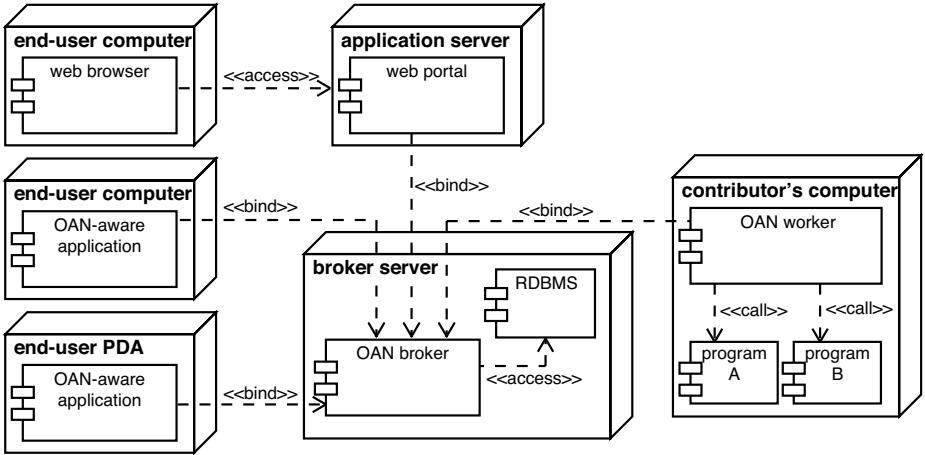 end-user computer
web browser
<<access>>
application server
web portal
<<bind>>
end-user computer
OAN-aware
application
<<bind>>
end-user PDA
OAN-aware
application
<<bind>>
broker server
RDBMS
OAN broker
<<access>>
<<bind>>
contributor's computer
OAN worker
<<call>>
<<call>>
program
A
program
B